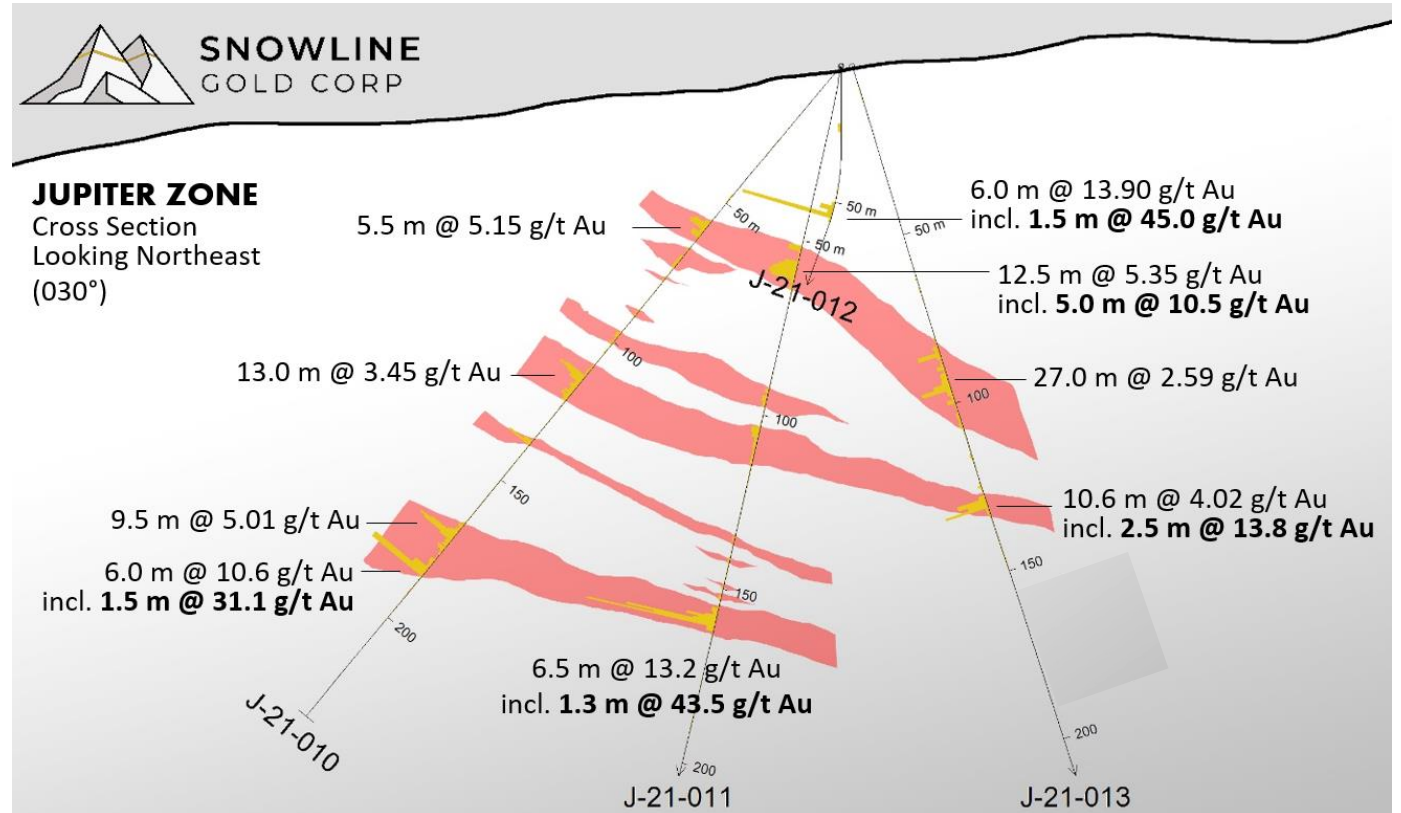 SNOWLINE
GOLD CORP
JUPITER ZONE
Cross Section
Looking Northeast
(030°)
5.5 m @ 5.15 g/t Au
13.0 m @ 3.45 g/t Au
9.5 m @ 5.01 g/t Au
6.0 m @ 10.6 g/t Au
incl. 1.5 m @ 31.1 g/t Au
6.0 m @ 13.90 g/t Au
incl. 1.5 m @ 45.0 g/t Au
12.5 m @ 5.35 g/t Au
incl. 5.0 m @ 10.5 g/t Au
27.0 m @ 2.59 g/t Au
10.6 m @ 4.02 g/t Au
incl. 2.5 m @ 13.8 g/t Au
6.5 m @ 13.2 g/t Au
incl. 1.3 m @ 43.5 g/t Au
50 m
100
150
200
J-21-010
50 m
J-21-012
50 m
100
150
200
J-21-011
50 m
100
150
200
J-21-013